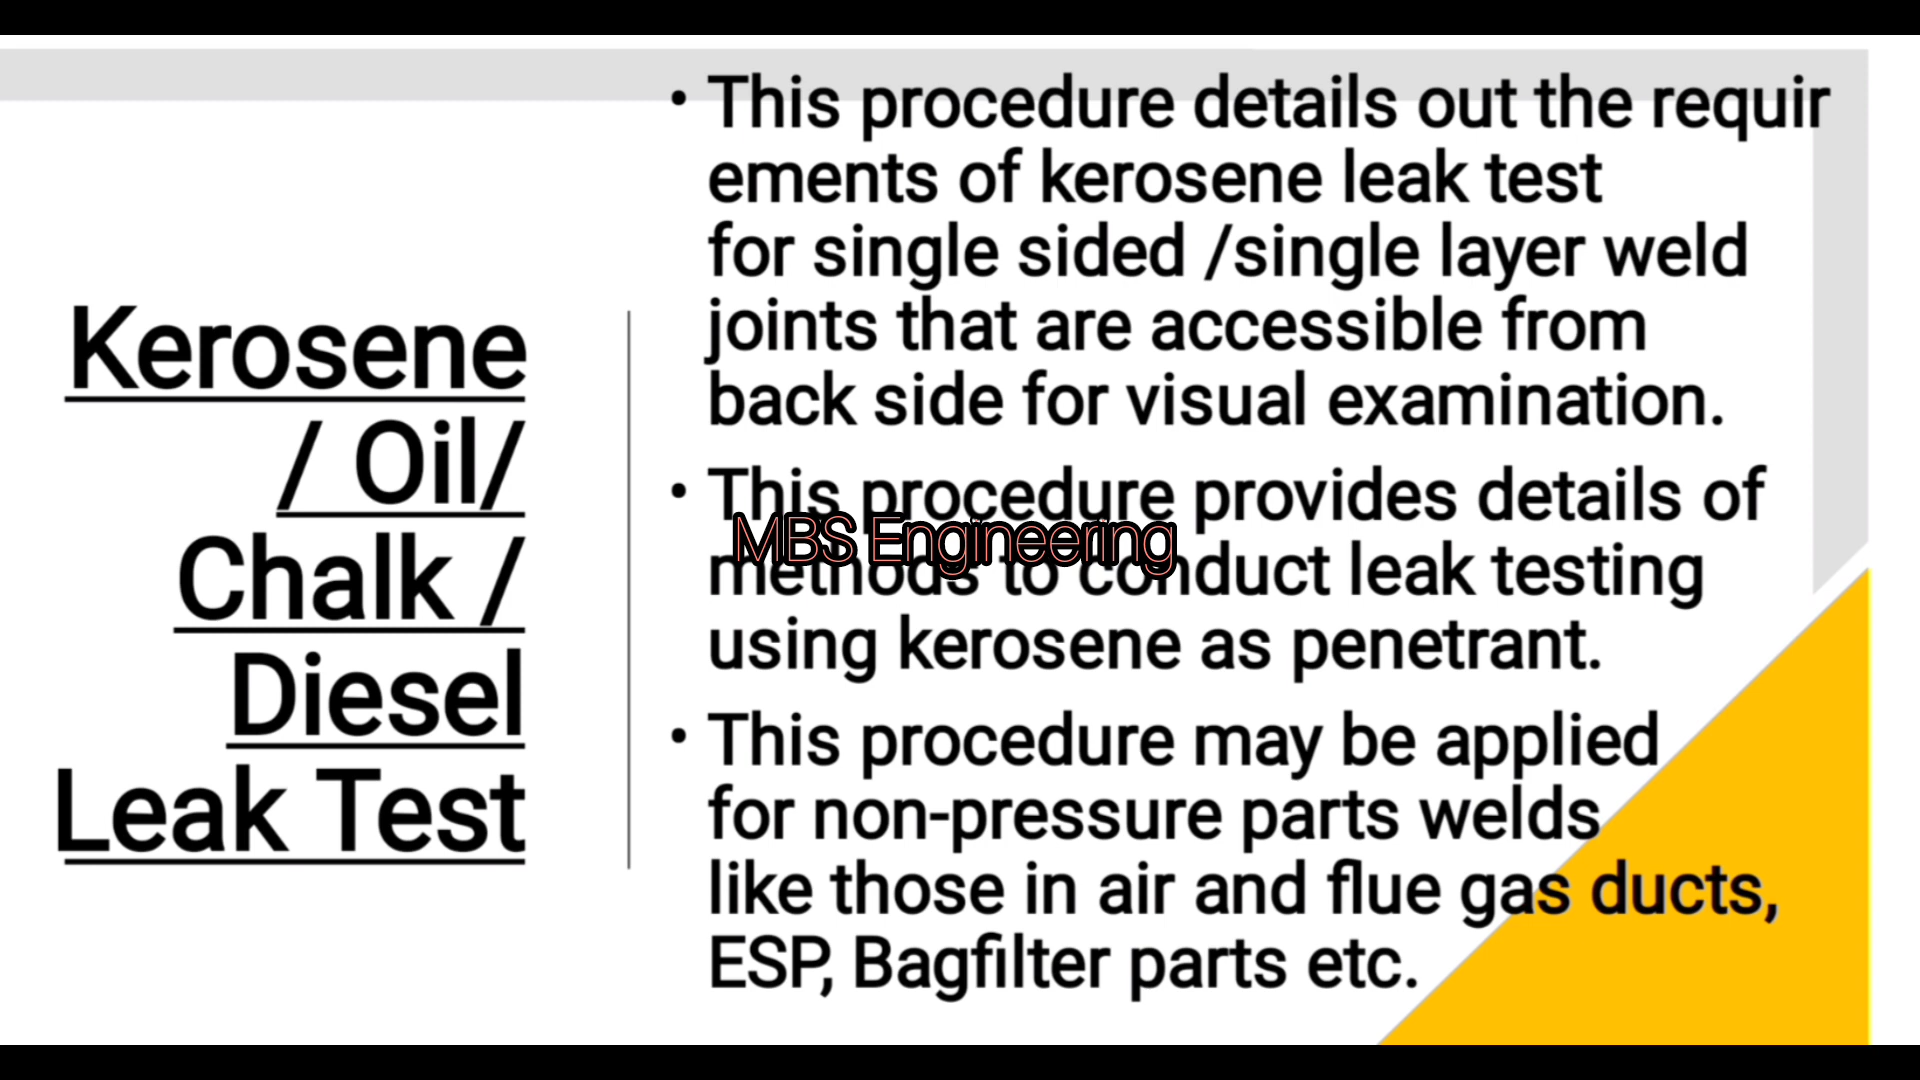 Kerosene
/ Oil/
Chalk /
Diesel
Leak Test
• This procedure details out the requir
ements of kerosene leak test
for single sided /single layer weld
joints that are accessible from
back side for visual examination.
• This procedure provides details of
methods to conduct leak testing
using kerosene as penetrant.
• This procedure may be applied
for non-pressure parts welds
like those in air and flue gas ducts,
ESP, Bagfilter parts etc.
MBS Engineering